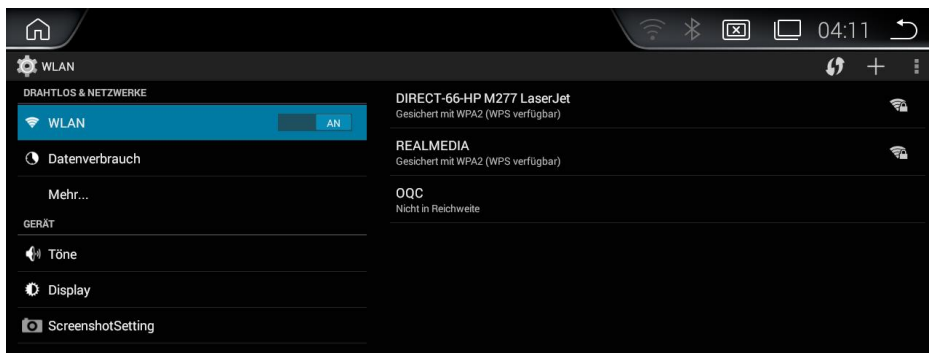 04:11
WLAN
DRAHTLOS & NETZWERKE
WLAN AN
Datenverbrauch
Mehr...
GERÄT
Töne
Display
ScreenshotSetting
DIRECT-66-HP M277 LaserJet
Gesichert mit WPA2 (WPS verfügbar)
REALMEDIA
Gesichert mit WPA2 (WPS verfügbar)
OQC
Nicht in Reichweite